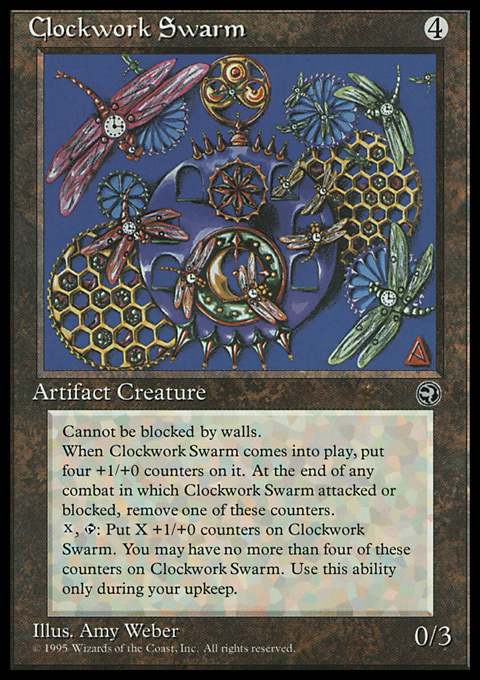 Clockwork Swarm 4
Artifact Creature
Cannot be blocked by walls.
When Clockwork Swarm comes into play, put
four +1/+0 counters on it. At the end of any
combat in which Clockwork Swarm attacked or
blocked, remove one of these counters.
X, : Put X +1/+0 counters on Clockwork
Swarm. You may have no more than four of these
counters on Clockwork Swarm. Use this ability
only during your upkeep.
Illus. Amy Weber
© 1995 Wizards of the Coast, Inc. All rights reserved. 0/3